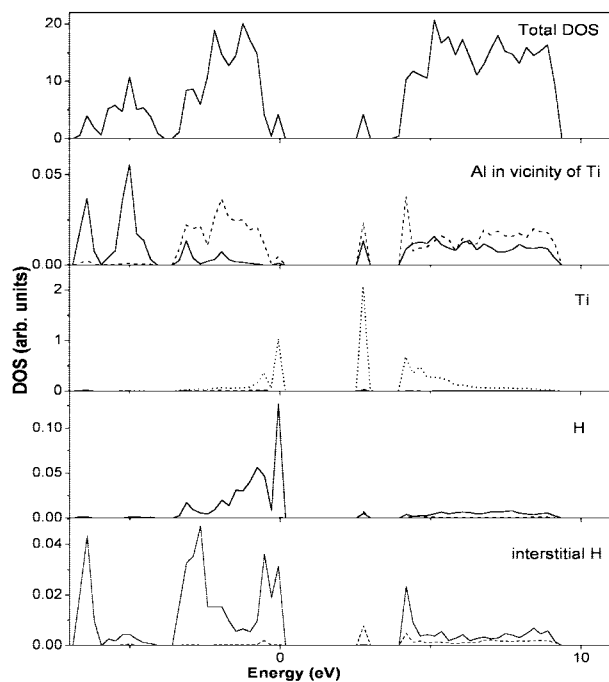 Total DOS
20
10
0
Al in vicinity of Ti
0.05
0.00
Ti
2
1
0
H
0.10
0.05
0.00
interstitial H
0.04
0.02
0.00
DOS (arb. units)
0
10
Energy (eV)